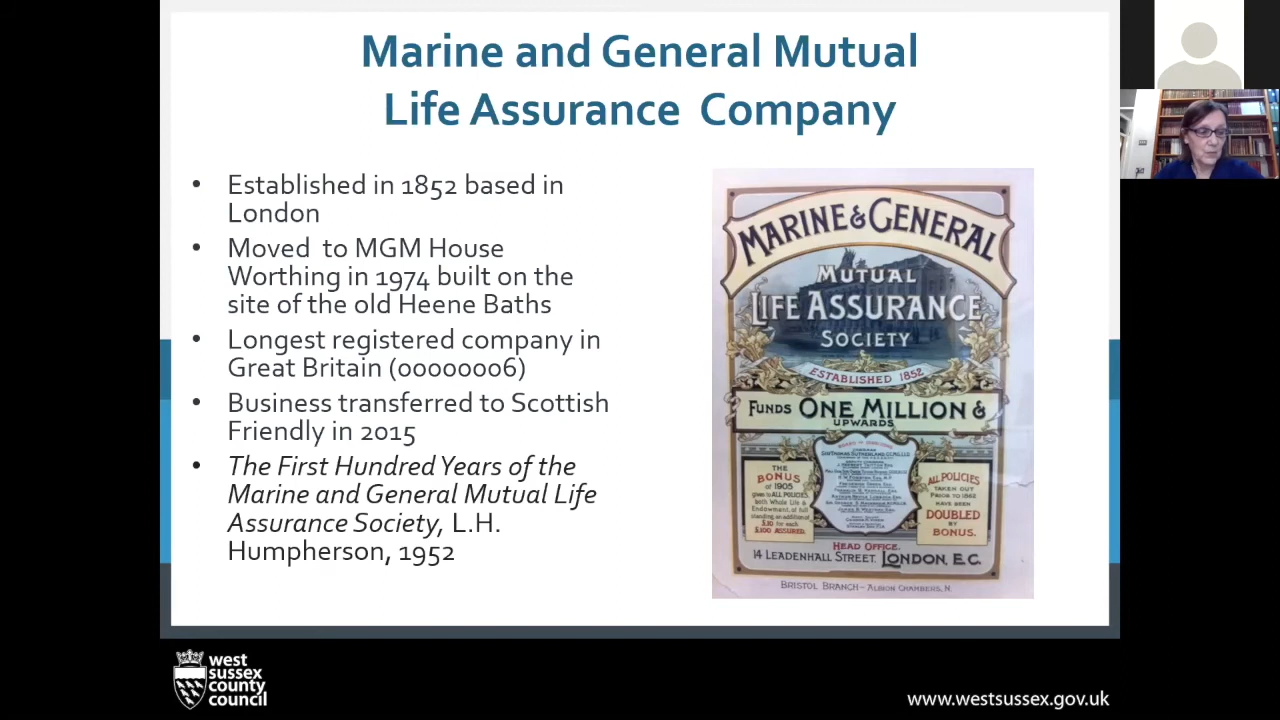 Marine and General Mutual
Life Assurance Company
• Established in 1852 based in
London
• Moved to MGM House
Worthing in 1974 built on the
site of the old Heene Baths
• Longest registered company in
Great Britain (00000006)
• Business transferred to Scottish
Friendly in 2015
• The First Hundred Years of the
Marine and General Mutual Life
Assurance Society, L.H.
Humpherson, 1952
MARINE & GENERAL
MUTUAL
LIFE ASSURANCE
SOCIETY
ESTABLISHED 1852
FUNDS ONE MILLION &
UPWARDS
THE
BONUS
of 1905
ALL POLICIES
TAKEN OUT
PRIOR TO 1862
HAVE BEEN
DOUBLED
BY
BONUS.
HEAD OFFICE.
14 LEADENHALL STREET. LONDON, E.C.
BRISTOL BRANCH – ALBION CHAMBERS, N.
west
sussex
county
council
www.westsussex.gov.uk